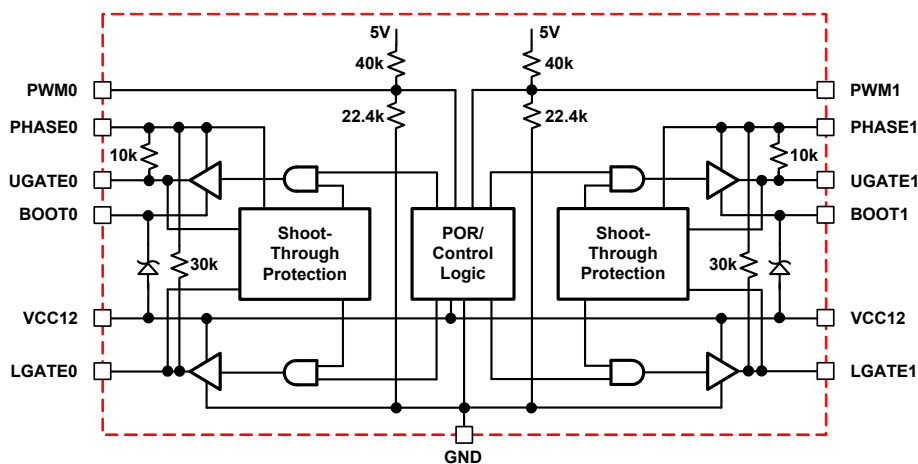 5V
5V
40k
40k
PWM0
PWM1
22.4k
22.4k
PHASE0
PHASE1
10k
10k
UGATE0
UGATE1
BOOT0
BOOT1
Shoot-
Through
Protection
POR/
Control
Logic
Shoot-
Through
Protection
30k
30k
VCC12
VCC12
LGATE0
LGATE1
GND